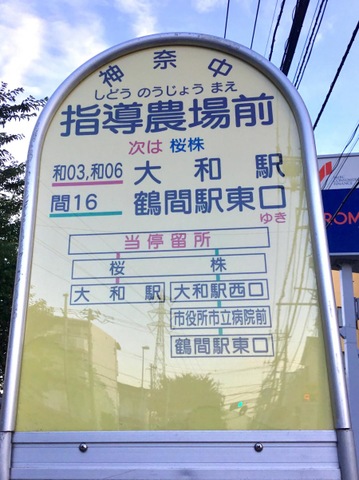 神奈中
しどう のうじょう まえ
指導農場前
次は 桜株
和03,和06 大和駅
間16 鶴間駅東口
ゆき
当停留所
桜株
大和駅 大和駅西口
市役所市立病院前
鶴間駅東口
ROM